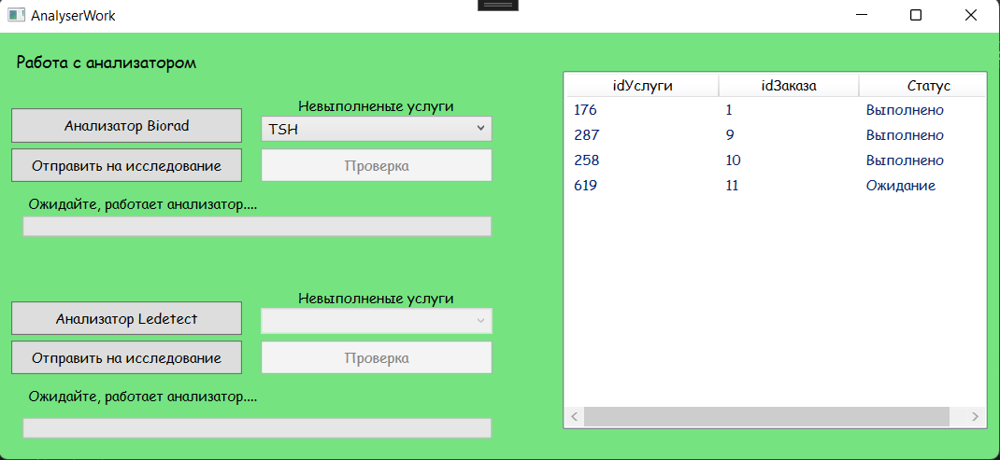 AnalyserWork
Работа с анализатором
Невыполненые услуги
Анализатор Biorad
TSH
Отправить на исследование
Проверка
Ожидайте, работает анализатор....
Невыполненые услуги
Анализатор Ledetect
Отправить на исследование
Проверка
Ожидайте, работает анализатор....
idУслуги idЗаказа Статус
176 1 Выполнено
287 9 Выполнено
258 10 Выполнено
619 11 Ожидание